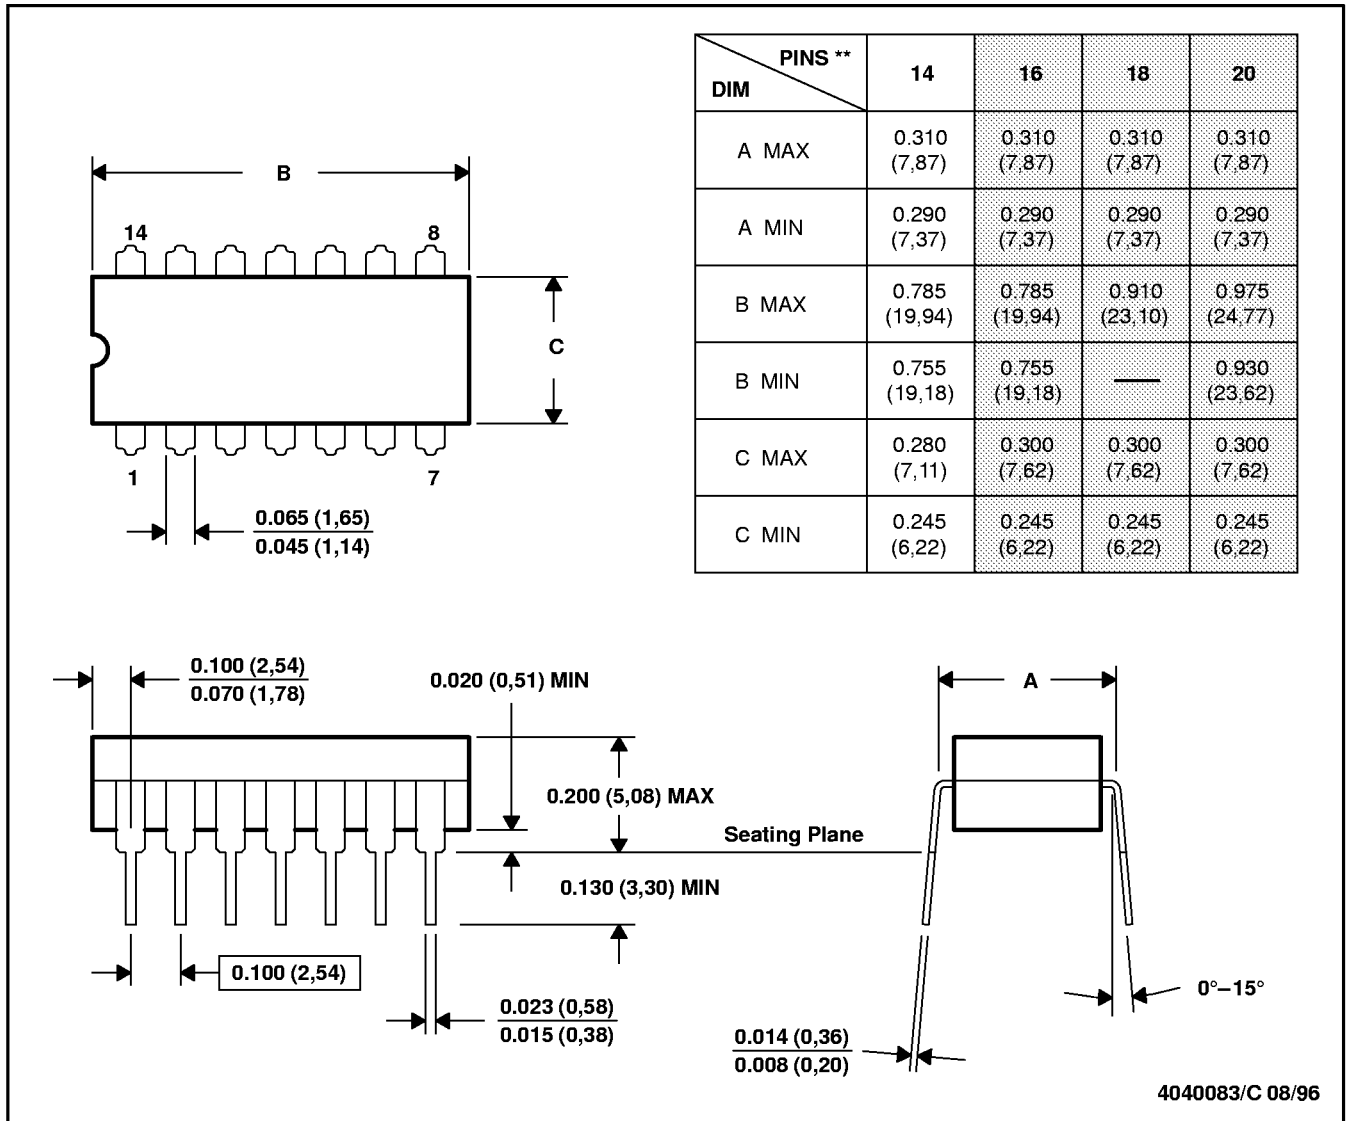 PINS **
DIM
14 16 18 20
A MAX
0.310 0.310 0.310 0.310
(7,87) (7,87) (7,87) (7,87)
A MIN
0.290 0.290 0.290 0.290
(7,37) (7,37) (7,37) (7,37)
B MAX
0.785 0.785 0.910 0.975
(19,94) (19,94) (23,10) (24,77)
B MIN
0.755 0.755 — 0.930
(19,18) (19,18) (23,62)
C MAX
0.280 0.300 0.300 0.300
(7,11) (7,62) (7,62) (7,62)
C MIN
0.245 0.245 0.245 0.245
(6,22) (6,22) (6,22) (6,22)
B
14
8
C
1
7
0.065 (1,65)
0.045 (1,14)
0.100 (2,54)
0.070 (1,78)
0.020 (0,51) MIN
0.200 (5,08) MAX
Seating Plane
0.130 (3,30) MIN
0.100 (2,54)
0.023 (0,58)
0.015 (0,38)
A
0°–15°
0.014 (0,36)
0.008 (0,20)
4040083/C 08/96